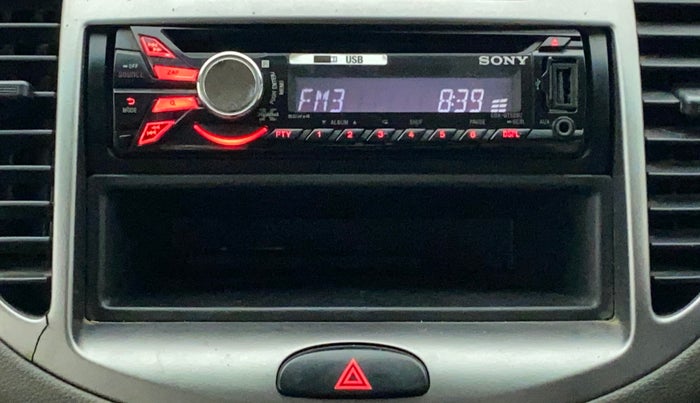 USB
SONY
OFF
SOURCE
MODE
MENU
FM3 8:39
PTY 1 2 3 4 5 6 DSPL
ALBUM
PAUSE
AUX